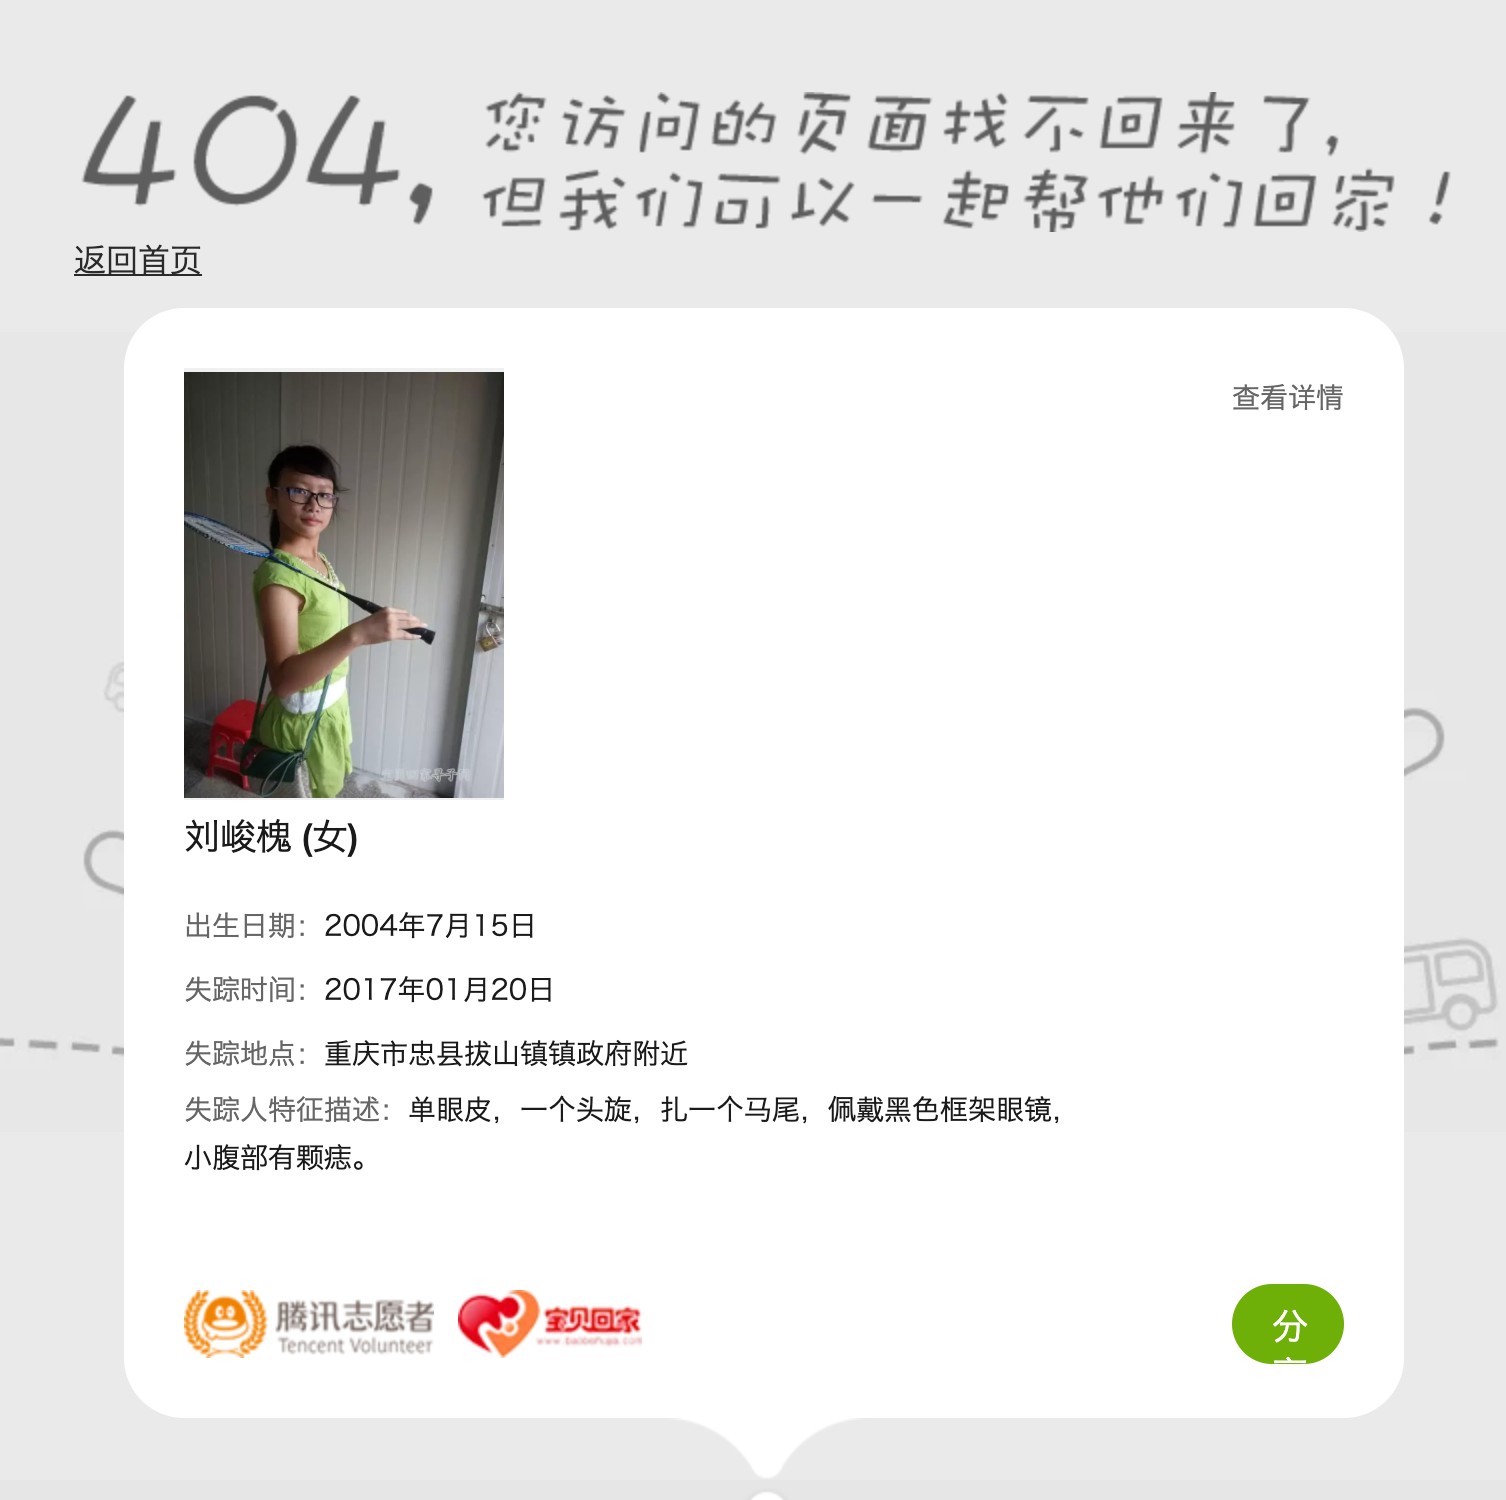 404,
您访问的页面找不回来了,
但我们可以一起帮他们回家!
返回首页
查看详情
刘峻槐 (女)
出生日期：2004年7月15日
失踪时间：2017年01月20日
失踪地点：重庆市忠县拔山镇镇政府附近
失踪人特征描述：单眼皮，一个头旋，扎一个马尾，佩戴黑色框架眼镜，
小腹部有颗痣。
腾讯志愿者
Tencent Volunteer
宝贝回家
分